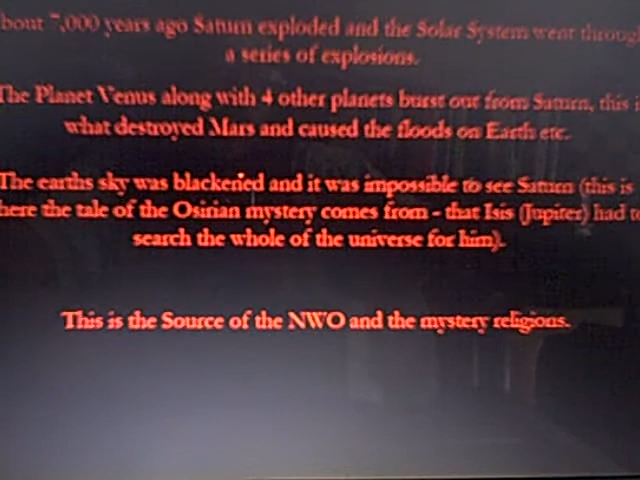 bout 7,000 years ago Saturn exploded and the Solar System went throug
a series of explosions.
The Planet Venus along with 4 other planets burst out from Saturn, this i
what destroyed Mars and caused the floods on Earth etc.
The earths sky was blackened and it was impossible to see Saturn (this is
here the tale of the Osirian mystery comes from - that Isis (Jupiter) had to
search the whole of the universe for him).
This is the Source of the NWO and the mystery religions.